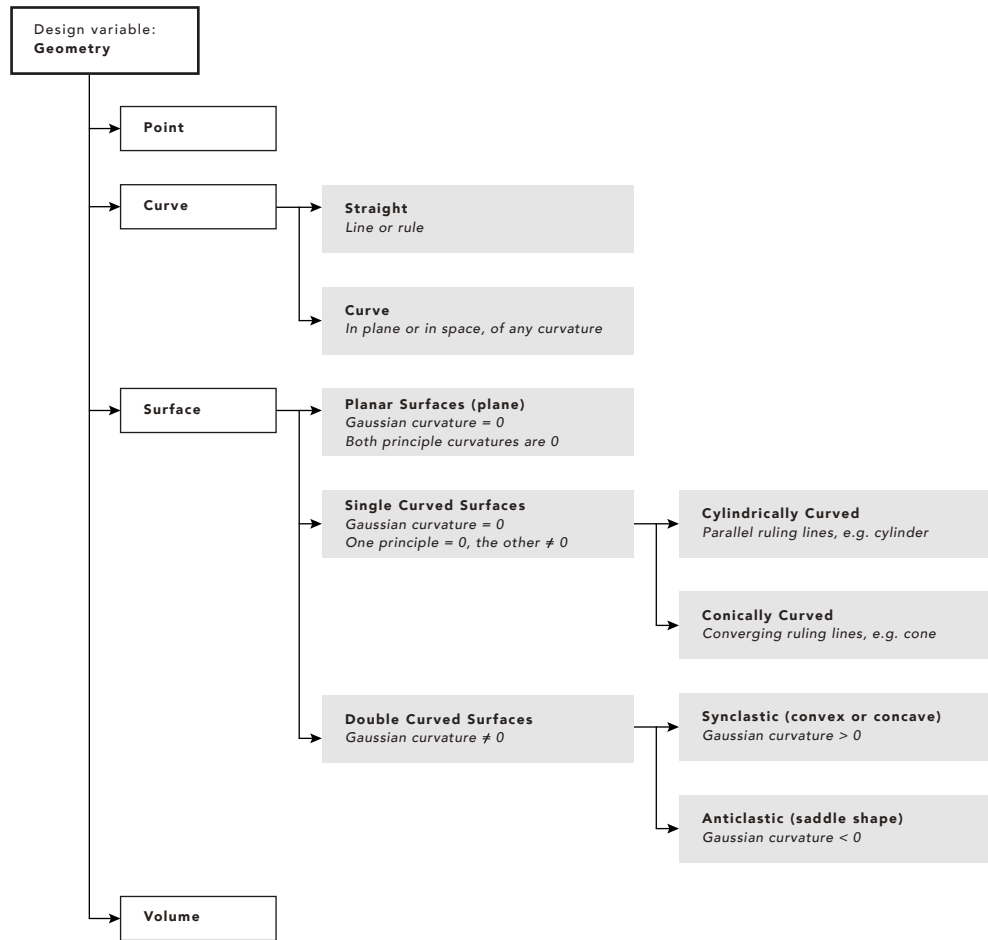 Design variable:
Geometry
Point
Curve
Straight
Line or rule
Curve
In plane or in space, of any curvature
Surface
Planar Surfaces (plane)
Gaussian curvature = 0
Both principle curvatures are 0
Single Curved Surfaces
Gaussian curvature = 0
One principle = 0, the other ≠ 0
Cylindrically Curved
Parallel ruling lines, e.g. cylinder
Conically Curved
Converging ruling lines, e.g. cone
Double Curved Surfaces
Gaussian curvature ≠ 0
Synclastic (convex or concave)
Gaussian curvature > 0
Anticlastic (saddle shape)
Gaussian curvature < 0
Volume